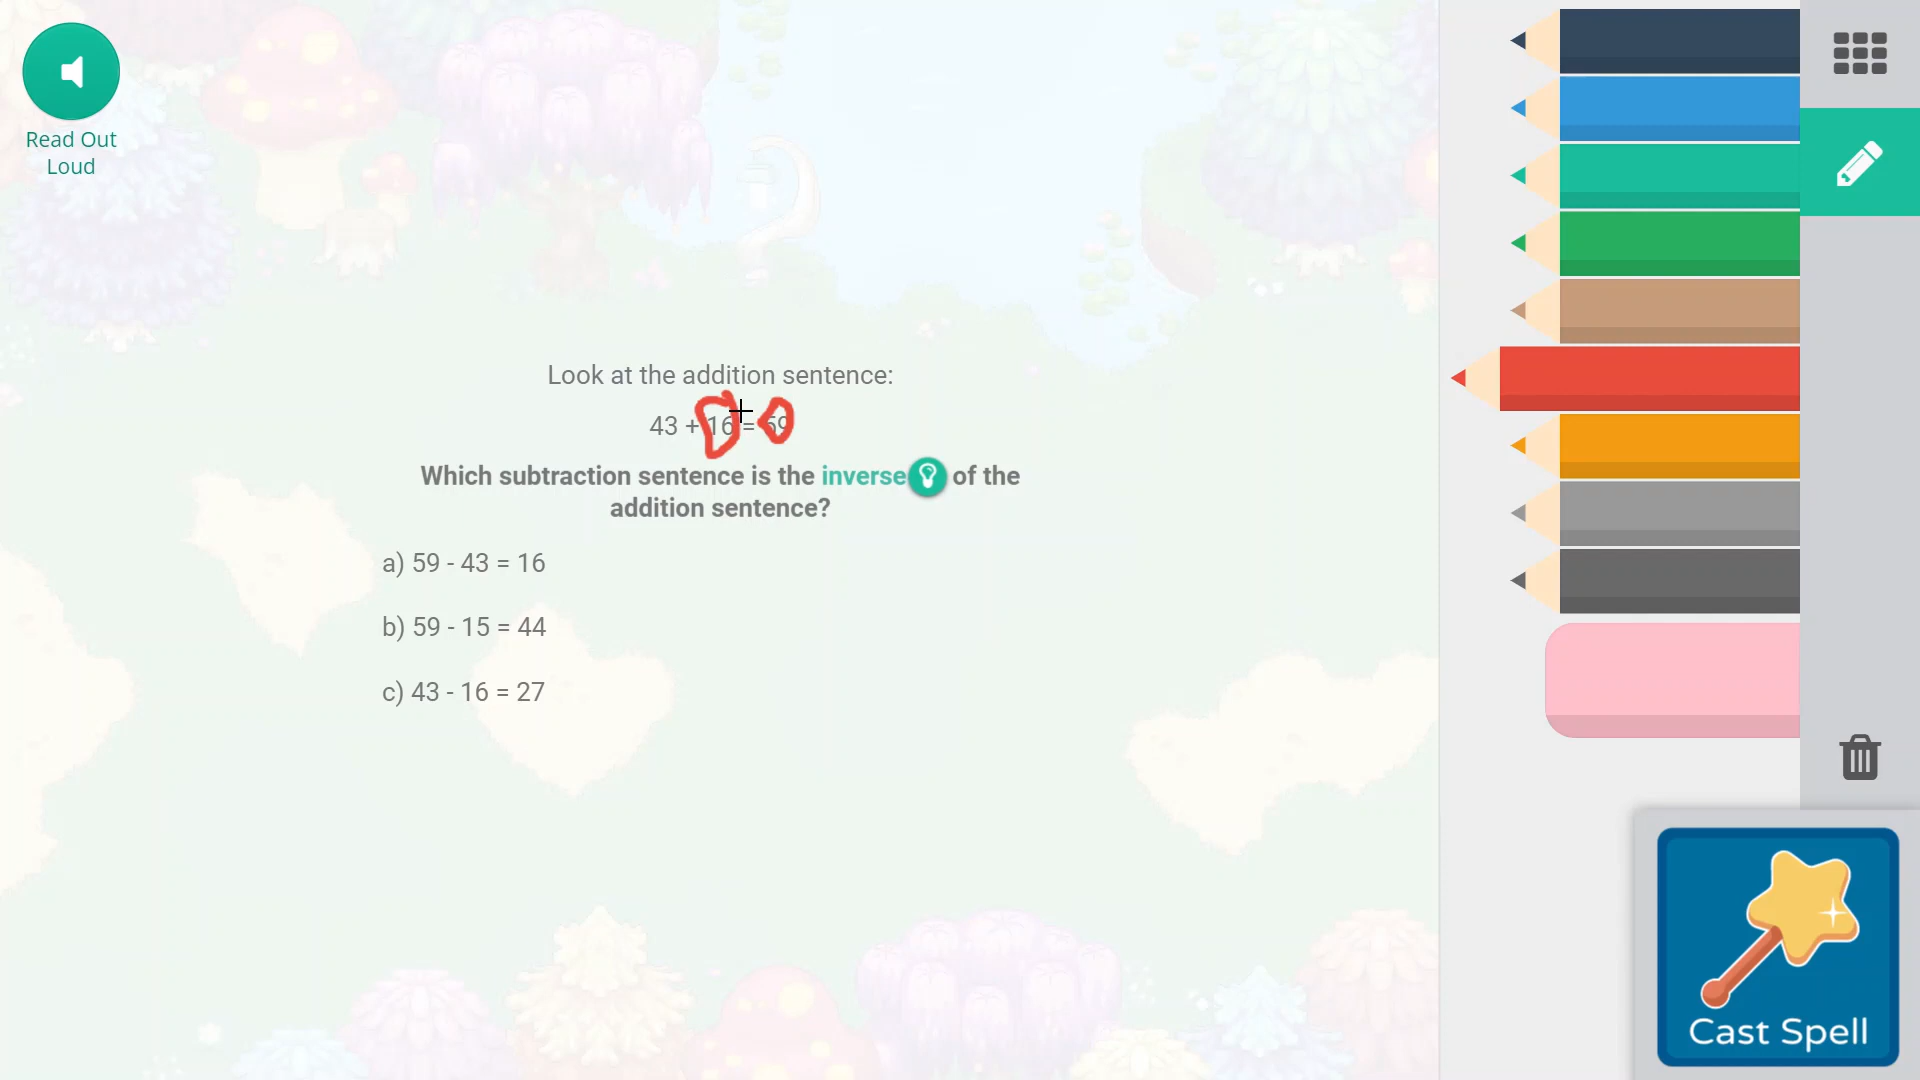 Read Out
Loud
Look at the addition sentence:
43 + 16 = 59
Which subtraction sentence is the inverse of the
addition sentence?
a) 59 - 43 = 16
b) 59 - 15 = 44
c) 43 - 16 = 27
Cast Spell